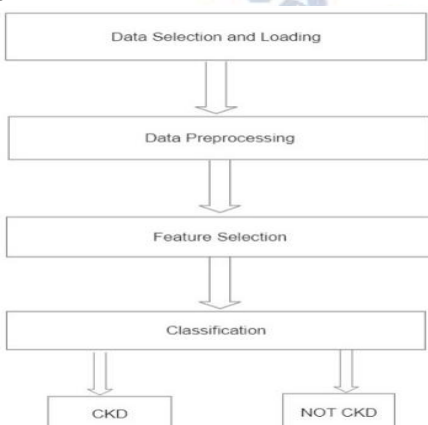 Data Selection and Loading
Data Preprocessing
Feature Selection
Classification
CKD
NOT CKD